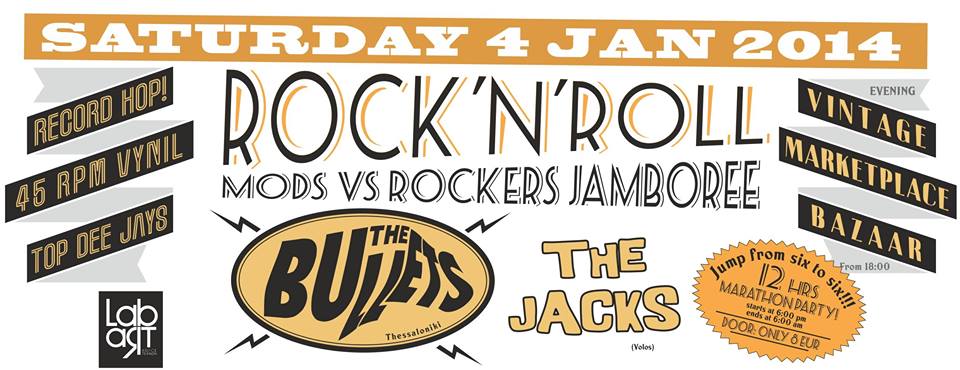 SATURDAY 4 JAN 2014
RECORD HOP!
45 RPM VYNIL
TOP DEE JAYS
ROCK'N'ROLL
MODS VS ROCKERS JAMBOREE
EVENING
VINTAGE
MARKETPLACE
BAZAAR
From 18:00
THE
BULLETS
Thessaloniki
THE
JACKS
(Volos)
Jump from six to six!!!
12 HRS
MARATHON PARTY!
starts at 6:00 pm
ends at 6:00 am
DOOR: ONLY 8 EUR
Lab
aRT